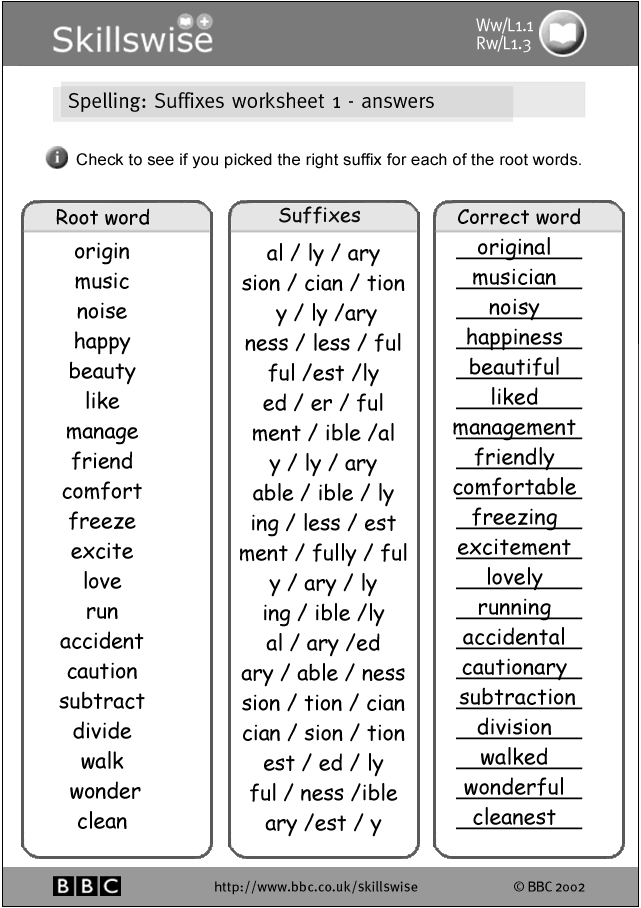 Skillswise
Ww/L1.1
Rw/L1.3
Spelling: Suffixes worksheet 1 - answers
i Check to see if you picked the right suffix for each of the root words.
Root word Suffixes Correct word
origin al / ly / ary original
music sion / cian / tion musician
noise y / ly /ary noisy
happy ness / less / ful happiness
beauty ful /est /ly beautiful
like ed / er / ful liked
manage ment / ible /al management
friend y / ly / ary friendly
comfort able / ible / ly comfortable
freeze ing / less / est freezing
excite ment / fully / ful excitement
love y / ary / ly lovely
run ing / ible /ly running
accident al / ary /ed accidental
caution ary / able / ness cautionary
subtract sion / tion / cian subtraction
divide cian / sion / tion division
walk est / ed / ly walked
wonder ful / ness /ible wonderful
clean ary /est / y cleanest
BBC http://www.bbc.co.uk/skillswise © BBC 2002